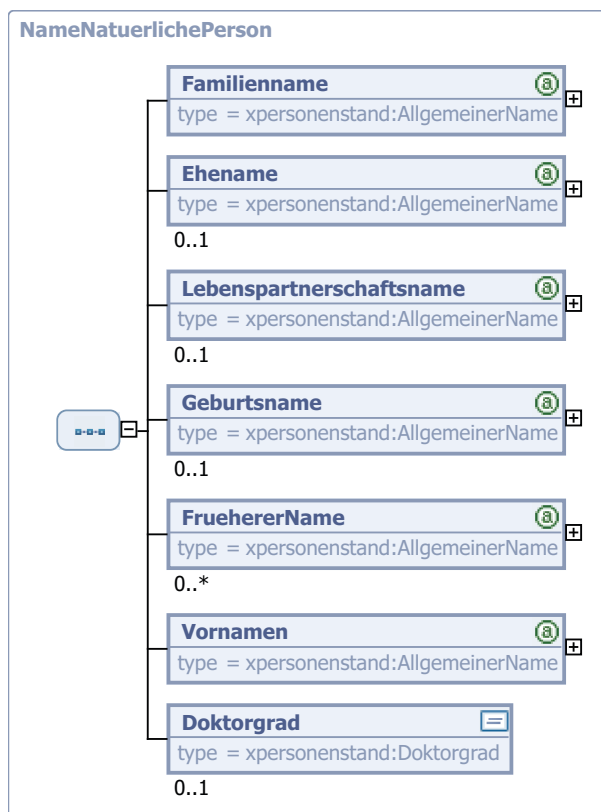 NameNatuerlichePerson
Familienname
type = xpersonenstand:AllgemeinerName
Ehename
type = xpersonenstand:AllgemeinerName
0..1
Lebenspartnerschaftsname
type = xpersonenstand:AllgemeinerName
0..1
Geburtsname
type = xpersonenstand:AllgemeinerName
0..1
FruehererName
type = xpersonenstand:AllgemeinerName
0..*
Vornamen
type = xpersonenstand:AllgemeinerName
Doktorgrad
type = xpersonenstand:Doktorgrad
0..1